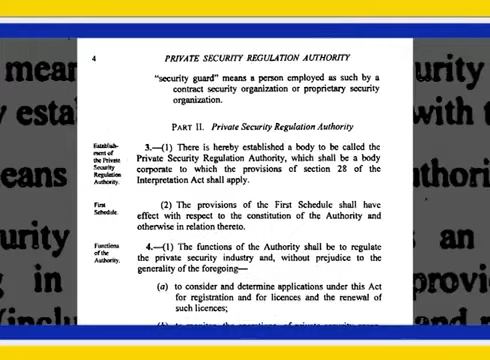 4 PRIVATE SECURITY REGULATION AUTHORITY
"security guard" means a person employed as such by a
contract security organization or proprietary security
organization.
PART II. Private Security Regulation Authority
Establish-
ment of
the Private
Security
Regulation
Authority.
3.—(1) There is hereby established a body to be called the
Private Security Regulation Authority, which shall be a body
corporate to which the provisions of section 28 of the
Interpretation Act shall apply.
First
Schedule.
(2) The provisions of the First Schedule shall have
effect with respect to the constitution of the Authority and
otherwise in relation thereto.
Functions
of the
Authority.
4.—(1) The functions of the Authority shall be to regulate
the private security industry and, without prejudice to the
generality of the foregoing—
(a) to consider and determine applications under this Act
for registration and for licences and the renewal of
such licences;